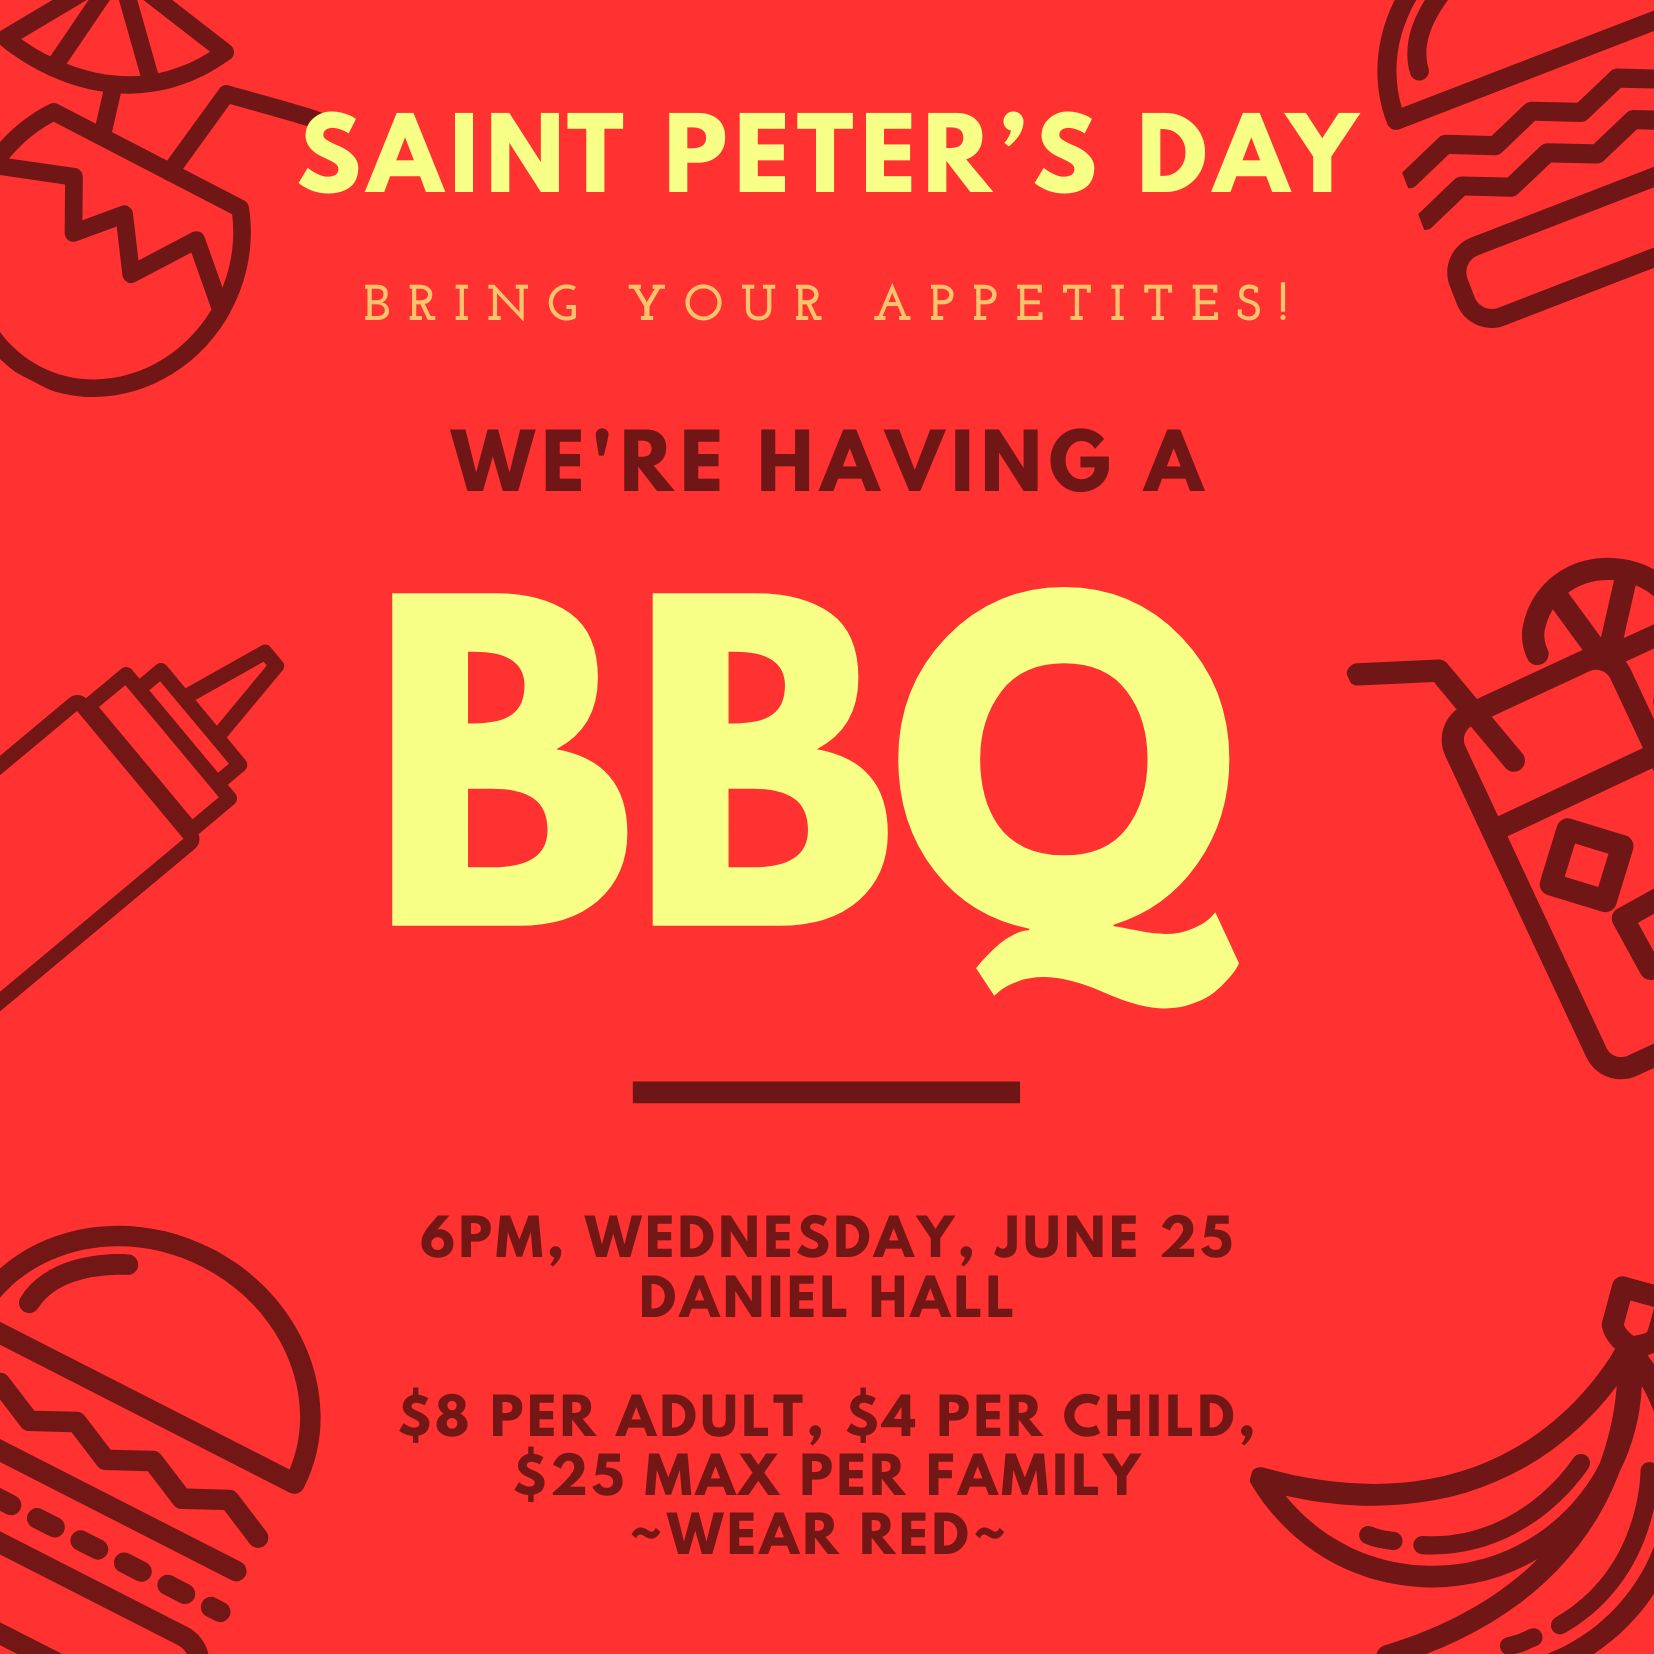 SAINT PETER’S DAY
BRING YOUR APPETITES!
WE'RE HAVING A
BBQ
6PM, WEDNESDAY, JUNE 25
DANIEL HALL
$8 PER ADULT, $4 PER CHILD,
$25 MAX PER FAMILY
~WEAR RED~